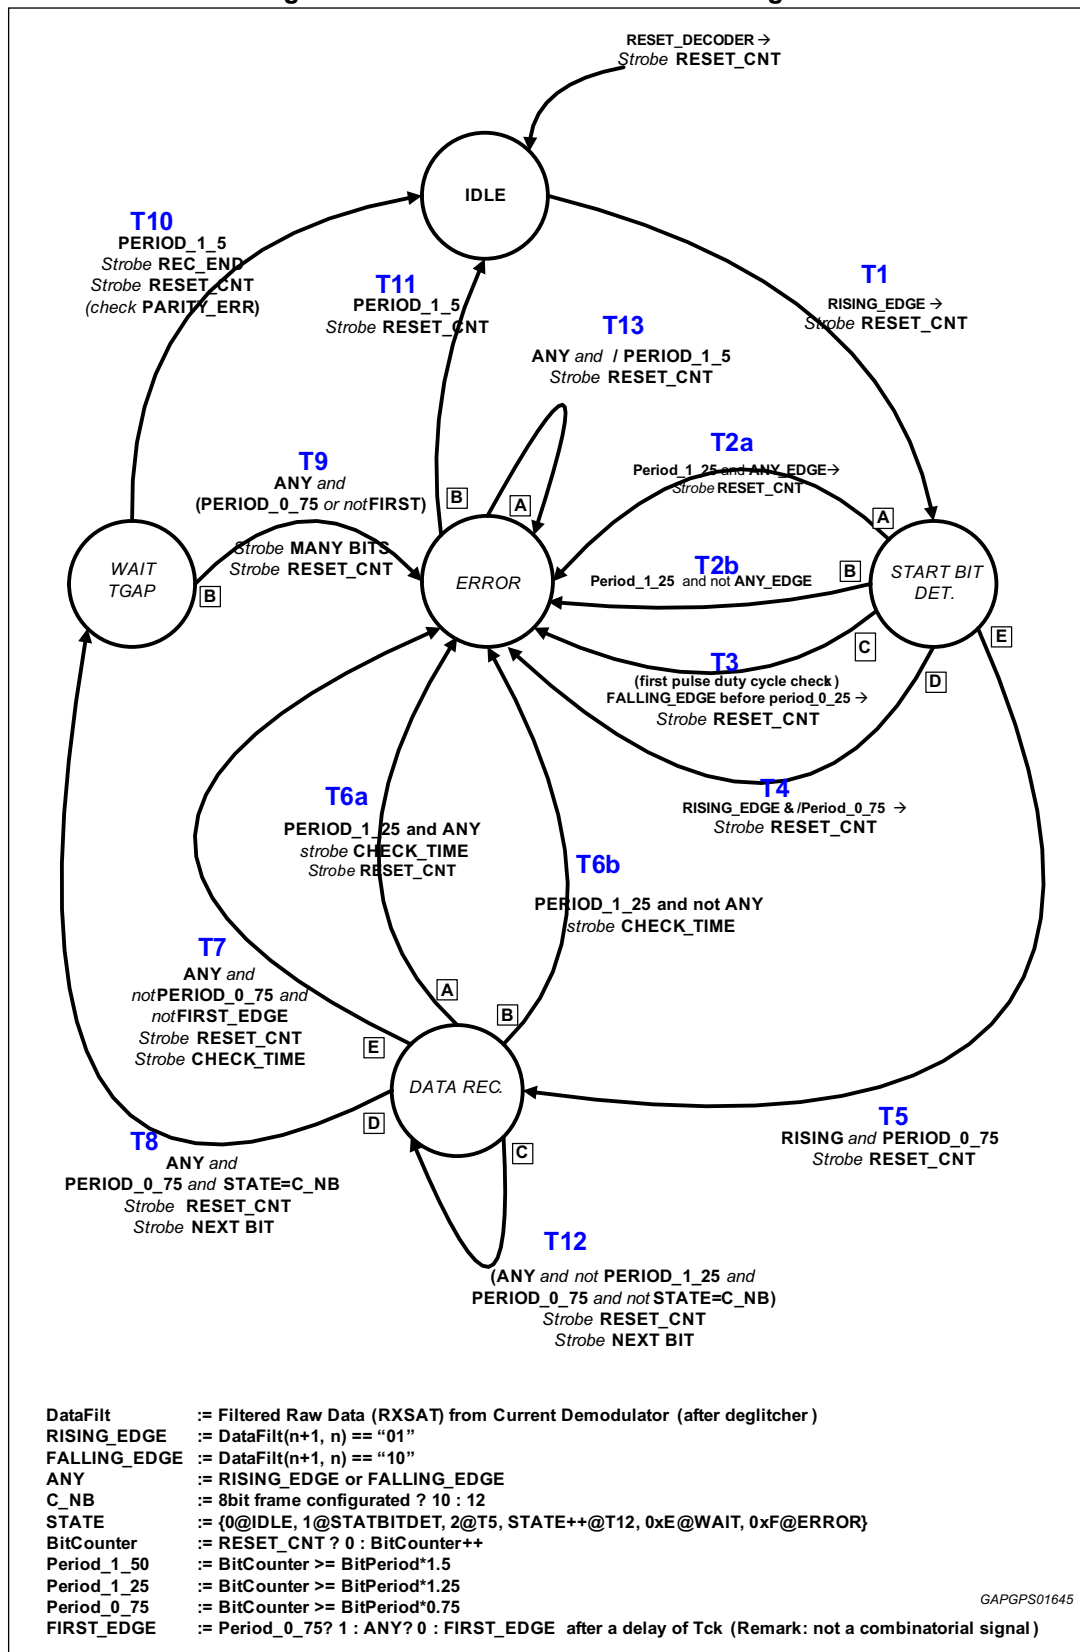 RESET_DECODER →
Strobe RESET_CNT
IDLE
T10
PERIOD_1_5
Strobe REC_END
Strobe RESET_CNT
(check PARITY_ERR)
T11
PERIOD_1_5
Strobe RESET_CNT
T1
RISING_EDGE →
Strobe RESET_CNT
T13
ANY and / PERIOD_1_5
Strobe RESET_CNT
T2a
Period_1_25 and ANY_EDGE→
Strobe RESET_CNT
T9
ANY and
(PERIOD_0_75 or not FIRST)
Strobe MANY BITS
Strobe RESET_CNT
B
A
A
WAIT
TGAP
B
ERROR
T2b
Period_1_25 and not ANY_EDGE
B
START BIT
DET.
C
E
D
T3
(first pulse duty cycle check)
FALLING_EDGE before period_0_25 →
Strobe RESET_CNT
T4
RISING_EDGE & /Period_0_75 →
Strobe RESET_CNT
T6a
PERIOD_1_25 and ANY
strobe CHECK_TIME
Strobe RESET_CNT
T6b
PERIOD_1_25 and not ANY
strobe CHECK_TIME
T7
ANY and
not PERIOD_0_75 and
not FIRST_EDGE
Strobe RESET_CNT
Strobe CHECK_TIME
A
B
E
DATA REC.
D
C
T5
RISING and PERIOD_0_75
Strobe RESET_CNT
T8
ANY and
PERIOD_0_75 and STATE=C_NB
Strobe RESET_CNT
Strobe NEXT BIT
T12
(ANY and not PERIOD_1_25 and
PERIOD_0_75 and not STATE=C_NB)
Strobe RESET_CNT
Strobe NEXT BIT
DataFilt := Filtered Raw Data (RXSAT) from Current Demodulator (after deglitcher)
RISING_EDGE := DataFilt(n+1, n) == “01”
FALLING_EDGE := DataFilt(n+1, n) == “10”
ANY := RISING_EDGE or FALLING_EDGE
C_NB := 8bit frame configurated ? 10 : 12
STATE := {0@IDLE, 1@STATBITDET, 2@T5, STATE++@T12, 0xE@WAIT, 0xF@ERROR}
BitCounter := RESET_CNT ? 0 : BitCounter++
Period_1_50 := BitCounter >= BitPeriod*1.5
Period_1_25 := BitCounter >= BitPeriod*1.25
Period_0_75 := BitCounter >= BitPeriod*0.75
FIRST_EDGE := Period_0_75? 1 : ANY? 0 : FIRST_EDGE after a delay of Tck (Remark: not a combinatorial signal)
GAPGPS01645